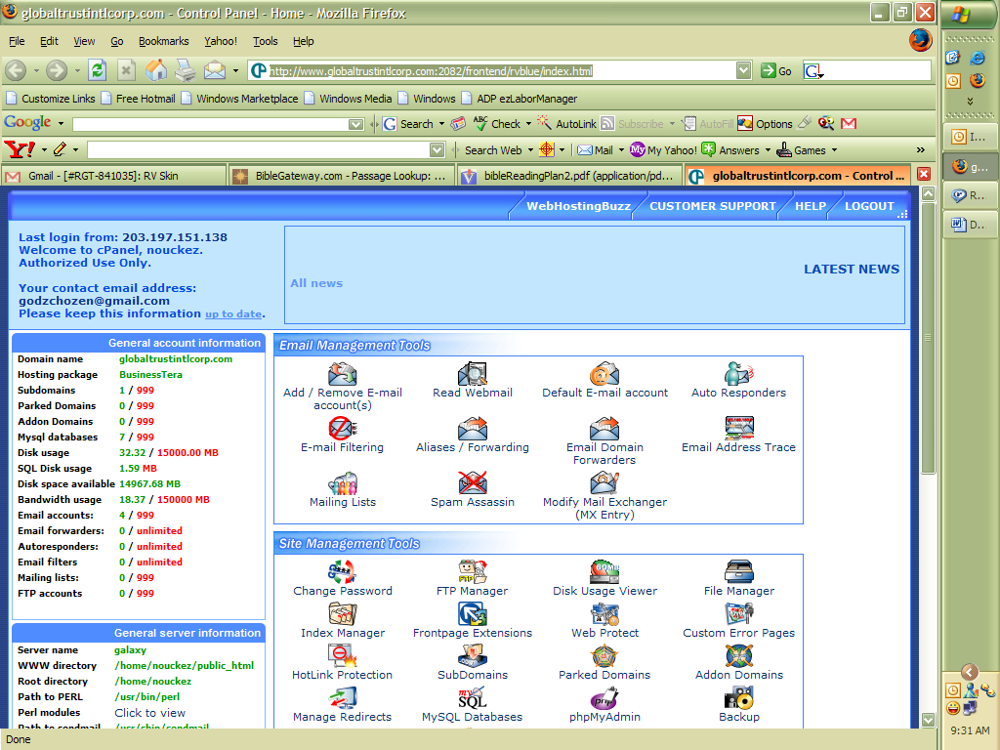 globaltrustintlcorp.com - Control Panel - Home - Mozilla Firefox
File Edit View Go Bookmarks Yahoo! Tools Help
http://www.globaltrustintlcorp.com:2082/frontend/rvblue/index.html Go G
Customize Links Free Hotmail Windows Marketplace Windows Media Windows ADP ezLaborManager
Google G Search Check AutoLink Subscribe AutoFill Options
Y! Search Web Mail My Yahoo! Answers Games »
Gmail - [#RGT-841035]: RV Skin BibleGateway.com - Passage Lookup: ... bibleReadingPlan2.pdf (application/pd... globaltrustintlcorp.com - Control ...
WebHostingBuzz CUSTOMER SUPPORT HELP LOGOUT
Last login from: 203.197.151.138
Welcome to cPanel, nouckez.
Authorized Use Only.
Your contact email address:
godzchozen@gmail.com
Please keep this information up to date.
LATEST NEWS
All news
General account information
Domain name globaltrustintlcorp.com
Hosting package BusinessTera
Subdomains 1 / 999
Parked Domains 0 / 999
Addon Domains 0 / 999
Mysql databases 7 / 999
Disk usage 32.32 / 15000.00 MB
SQL Disk usage 1.59 MB
Disk space available 14967.68 MB
Bandwidth usage 18.37 / 150000 MB
Email accounts: 4 / 999
Email forwarders: 0 / unlimited
Autoresponders: 0 / unlimited
Email filters 0 / unlimited
Mailing lists: 0 / 999
FTP accounts 0 / 999
General server information
Server name galaxy
WWW directory /home/nouckez/public_html
Root directory /home/nouckez
Path to PERL /usr/bin/perl
Perl modules Click to view
Path to sendmail /usr/sbin/sendmail
Email Management Tools
Add / Remove E-mail account(s) Read Webmail Default E-mail account Auto Responders
E-mail Filtering Aliases / Forwarding Email Domain Forwarders Email Address Trace
Mailing Lists Spam Assassin Modify Mail Exchanger (MX Entry)
Site Management Tools
Change Password FTP Manager Disk Usage Viewer File Manager
Index Manager Frontpage Extensions Web Protect Custom Error Pages
HotLink Protection SubDomains Parked Domains Addon Domains
Manage Redirects MySQL Databases phpMyAdmin Backup
Done
I...
g...
R...
D...
9:31 AM